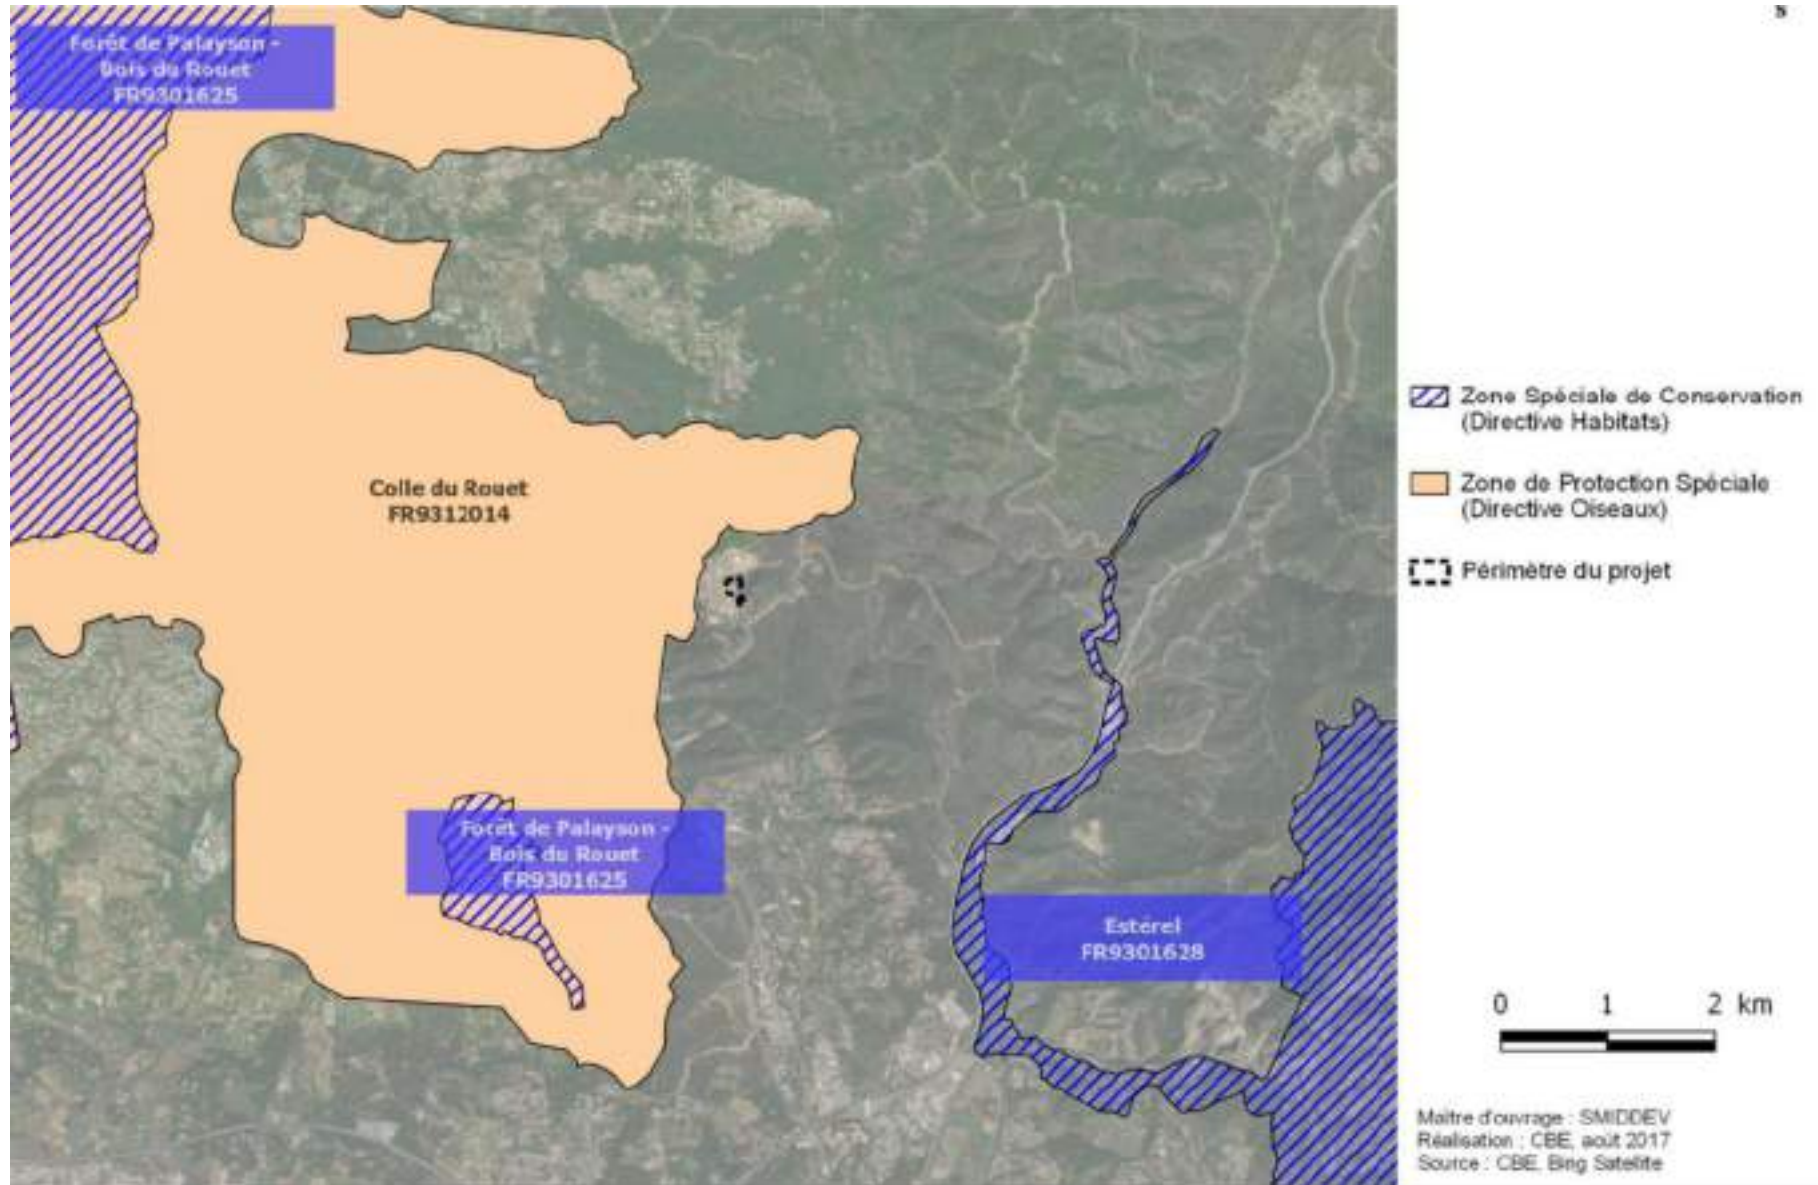 S
Forêt de Palayson -
Bois du Rouet
FR9301625
Colle du Rouet
FR9312014
Forêt de Palayson -
Bois du Rouet
FR9301625
Estérel
FR9301628
Zone Spéciale de Conservation
(Directive Habitats)
Zone de Protection Spéciale
(Directive Oiseaux)
Périmètre du projet
0 1 2 km
Maître d'ouvrage : SMIDDEV
Réalisation : CBE, août 2017
Source : CBE, Bing Satellite